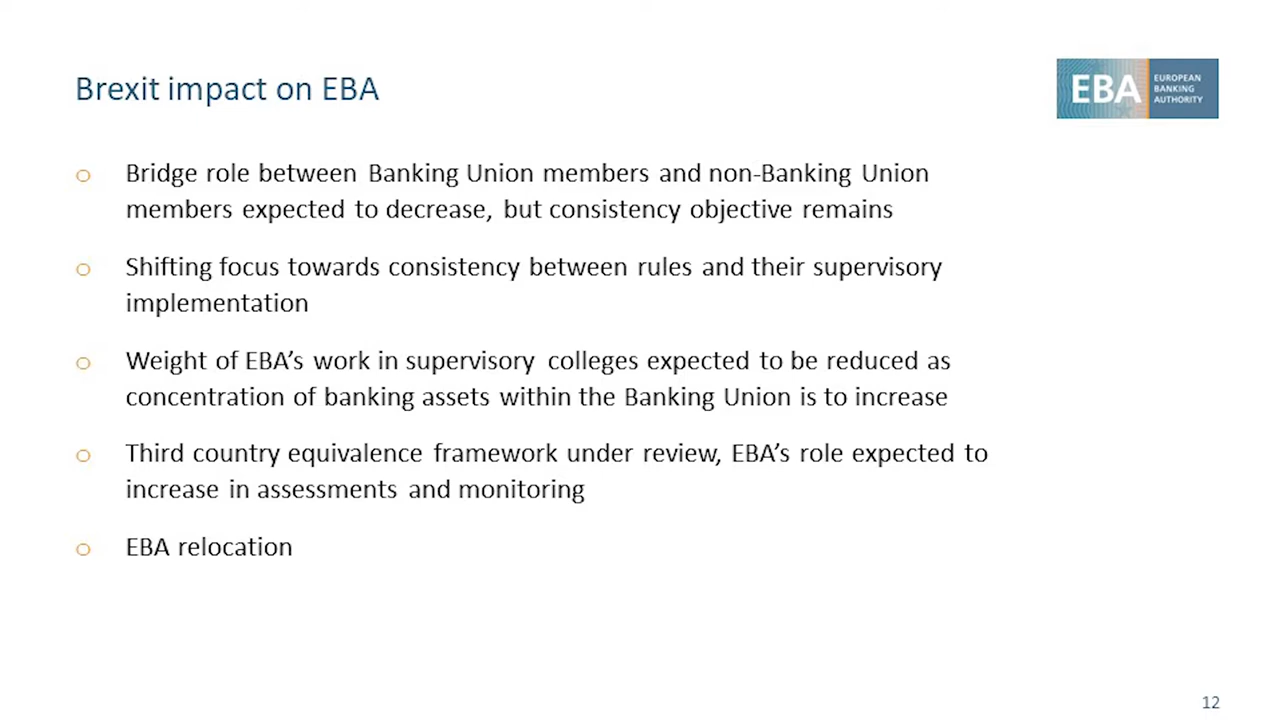 Brexit impact on EBA
EBA
EUROPEAN
BANKING
AUTHORITY
Bridge role between Banking Union members and non-Banking Union
members expected to decrease, but consistency objective remains
Shifting focus towards consistency between rules and their supervisory
implementation
Weight of EBA’s work in supervisory colleges expected to be reduced as
concentration of banking assets within the Banking Union is to increase
Third country equivalence framework under review, EBA’s role expected to
increase in assessments and monitoring
EBA relocation
12